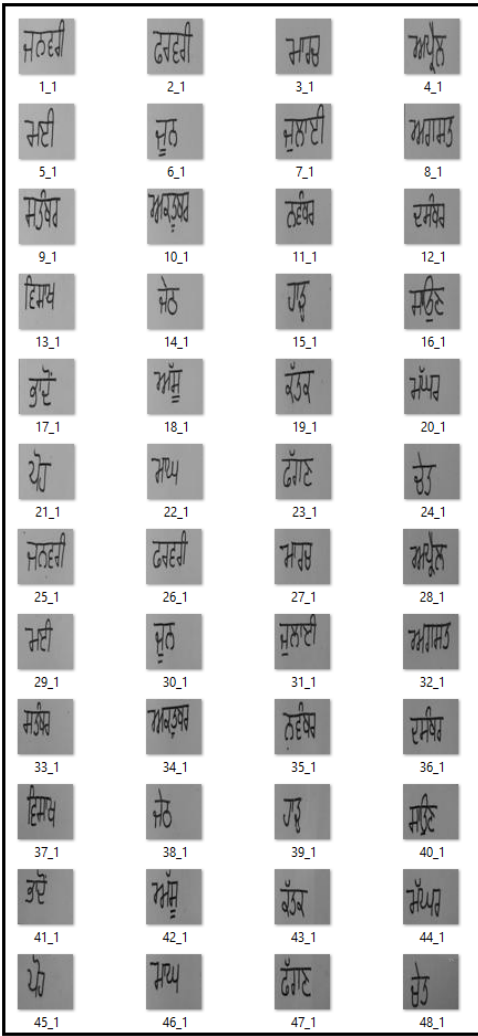 ਜਨਵਰੀ ਫਰਵਰੀ ਮਾਰਚ ਅਪ੍ਰੈਲ
1_1 2_1 3_1 4_1
ਮਈ ਜੂਨ ਜੁਲਾਈ ਅਗਸਤ
5_1 6_1 7_1 8_1
ਸਤੰਬਰ ਅਕਤੂਬਰ ਨਵੰਬਰ ਦਸੰਬਰ
9_1 10_1 11_1 12_1
ਵਿਸਾਖ ਜੇਠ ਹਾੜ੍ਹ ਸਾਉਣ
13_1 14_1 15_1 16_1
ਭਾਦੋਂ ਅੱਸੂ ਕੱਤਕ ਮੱਘਰ
17_1 18_1 19_1 20_1
ਪੋਹ ਮਾਘ ਫੱਗਣ ਚੇਤ
21_1 22_1 23_1 24_1
ਜਨਵਰੀ ਫਰਵਰੀ ਮਾਰਚ ਅਪ੍ਰੈਲ
25_1 26_1 27_1 28_1
ਮਈ ਜੂਨ ਜੁਲਾਈ ਅਗਸਤ
29_1 30_1 31_1 32_1
ਸਤੰਬਰ ਅਕਤੂਬਰ ਨਵੰਬਰ ਦਸੰਬਰ
33_1 34_1 35_1 36_1
ਵਿਸਾਖ ਜੇਠ ਹਾੜ੍ਹ ਸਾਉਣ
37_1 38_1 39_1 40_1
ਭਾਦੋਂ ਅੱਸੂ ਕੱਤਕ ਮੱਘਰ
41_1 42_1 43_1 44_1
ਪੋਹ ਮਾਘ ਫੱਗਣ ਚੇਤ
45_1 46_1 47_1 48_1